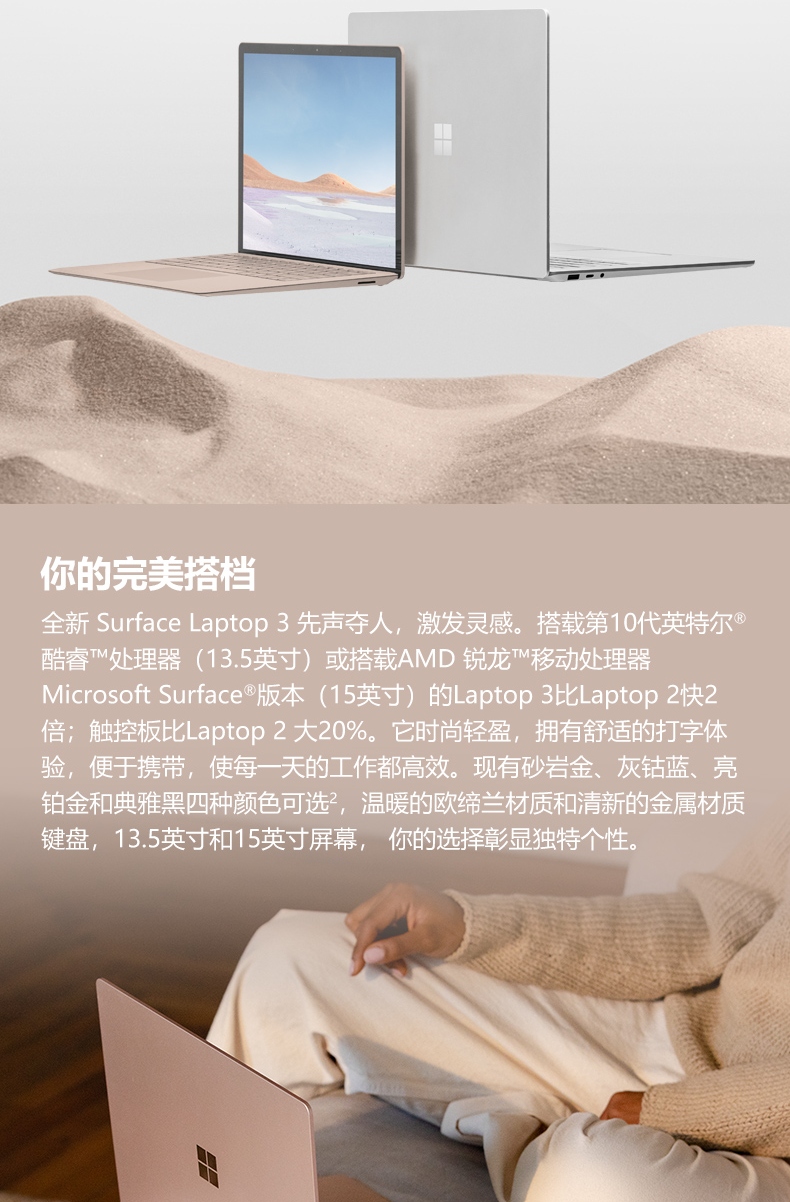 你的完美搭档
全新 Surface Laptop 3 先声夺人，激发灵感。搭载第10代英特尔®
酷睿™处理器（13.5英寸）或搭载AMD 锐龙™移动处理器
Microsoft Surface®版本（15英寸）的Laptop 3比Laptop 2快2
倍；触控板比Laptop 2 大20%。它时尚轻盈，拥有舒适的打字体
验，便于携带，使每一天的工作都高效。现有砂岩金、灰钴蓝、亮
铂金和典雅黑四种颜色可选²，温暖的欧缔兰材质和清新的金属材质
键盘，13.5英寸和15英寸屏幕， 你的选择彰显独特个性。